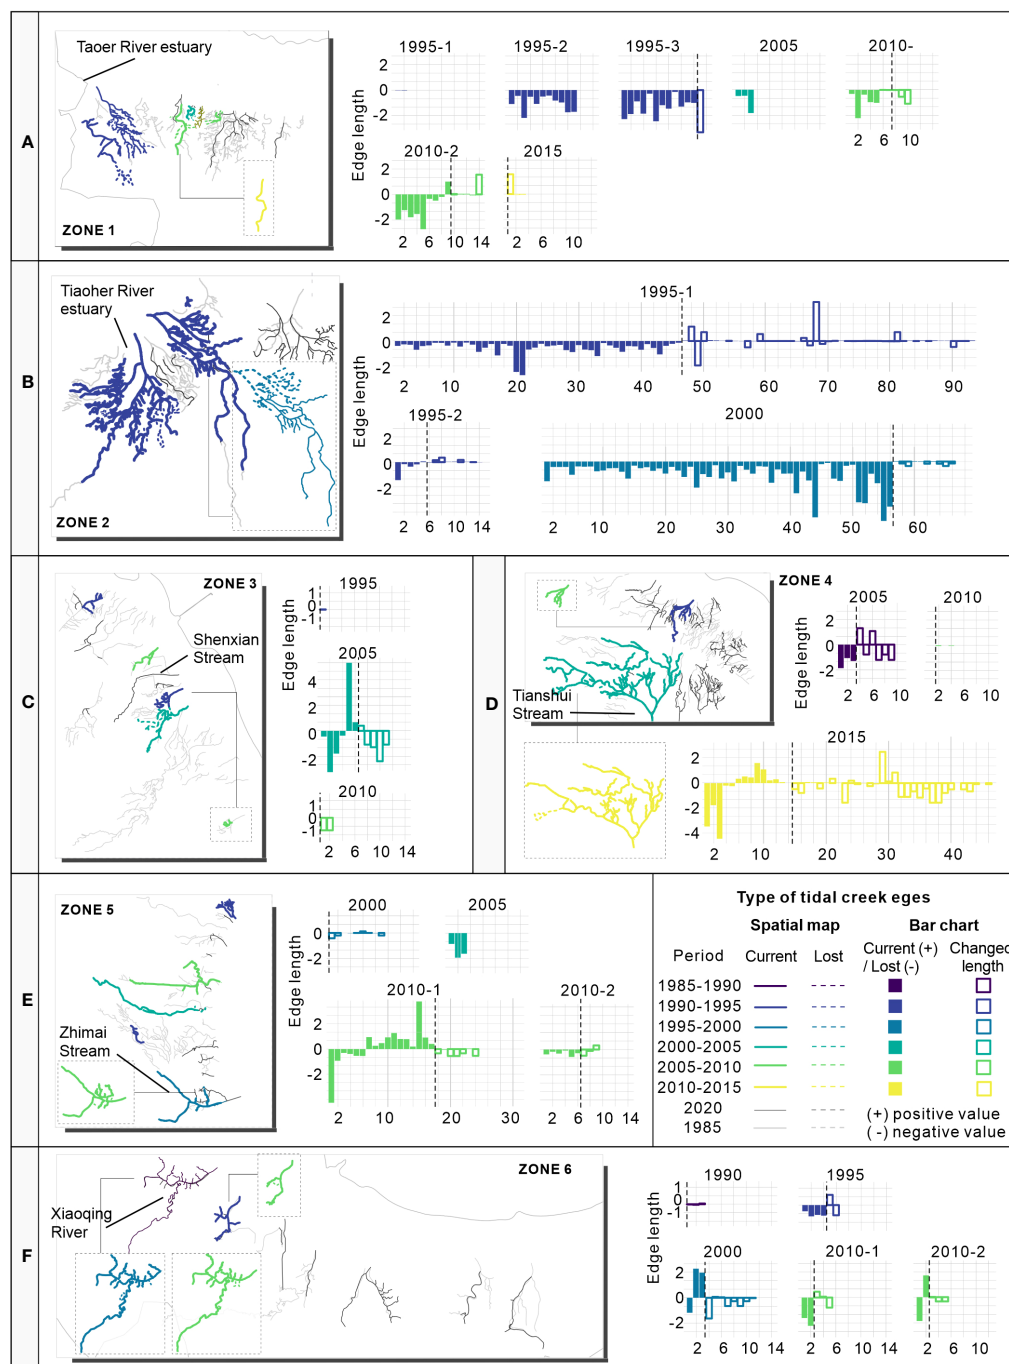 A
Taoer River estuary
ZONE 1
Edge length
1995-1
1995-2
1995-3
2005
2010-
2
0
-2
2 6 10
2010-2
2015
2
0
-2
2 6 10 14
2 6 10
B
Tiaoher River
estuary
ZONE 2
Edge length
1995-1
2
0
-2
2 10 20 30 40 50 60 70 80 90
1995-2
2000
2
0
-2
2 6 10 14
2 10 20 30 40 50 60
C
ZONE 3
Shenxian
Stream
Edge length
1995
1
0
-1
2005
4
2
0
-2
2010
1
0
-1
2 6 10 14
D
ZONE 4
Tianshui
Stream
Edge length
2005
2010
2
0
-2
2 6 10
2 6 10
2015
2
0
-2
-4
2 10 20 30 40
E
ZONE 5
Zhimai
Stream
Edge length
2000
2005
0
-2
2010-1
2010-2
2
0
-2
2 10 20 30
2 6 10 14
Type of tidal creek eges
Spatial map Bar chart
Period Current Lost Current (+) / Lost (-) Changed length
1985-1990
1990-1995
1995-2000
2000-2005
2005-2010
2010-2015
2020
1985
(+) positive value
(-) negative value
F
Xiaoqing
River
ZONE 6
Edge length
1990
1995
1
0
-1
2000
2010-1
2010-2
2
0
-2
2 6 10 14
2 6 10
2 6 10